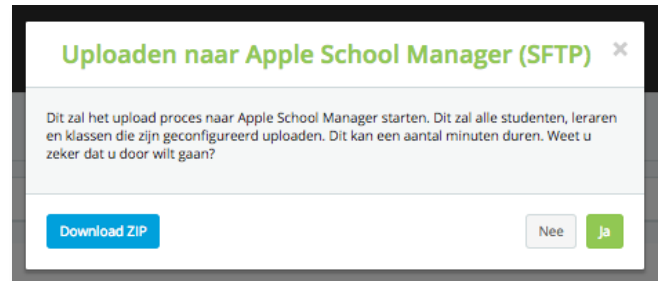 Uploaden naar Apple School Manager (SFTP) ×
Dit zal het upload proces naar Apple School Manager starten. Dit zal alle studenten, leraren
en klassen die zijn geconfigureerd uploaden. Dit kan een aantal minuten duren. Weet u
zeker dat u door wilt gaan?
Download ZIP
Nee
Ja